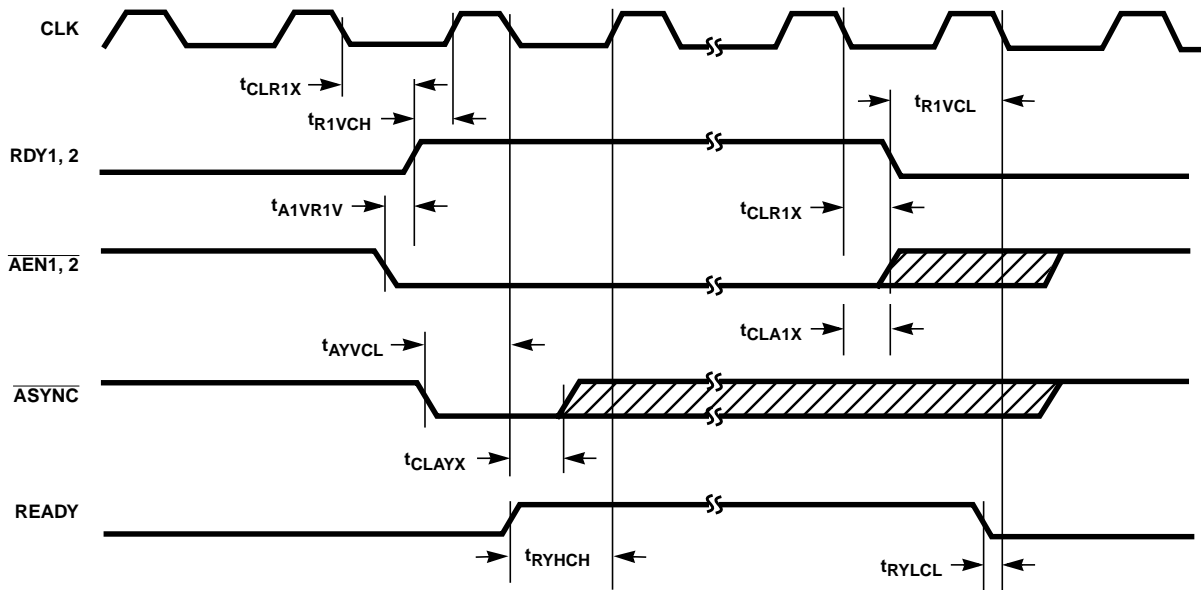 CLK
tCLR1X
tR1VCH
tR1VCL
RDY1, 2
tA1VR1V
tCLR1X
AEN1, 2
tCLA1X
tAYVCL
ASYNC
tCLAYX
READY
tRYHCH
tRYLCL